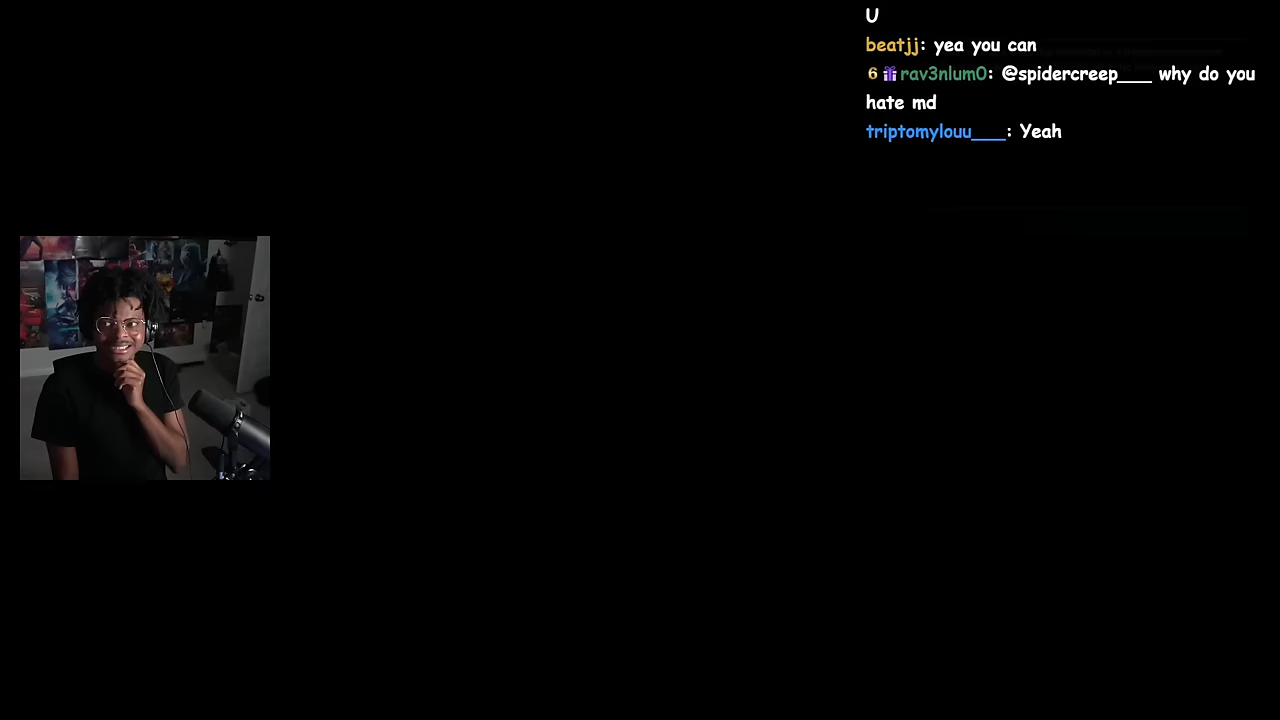 U
beatjj: yea you can
6 rav3nlum0: @spidercreep___ why do you
hate md
triptomylouu___: Yeah